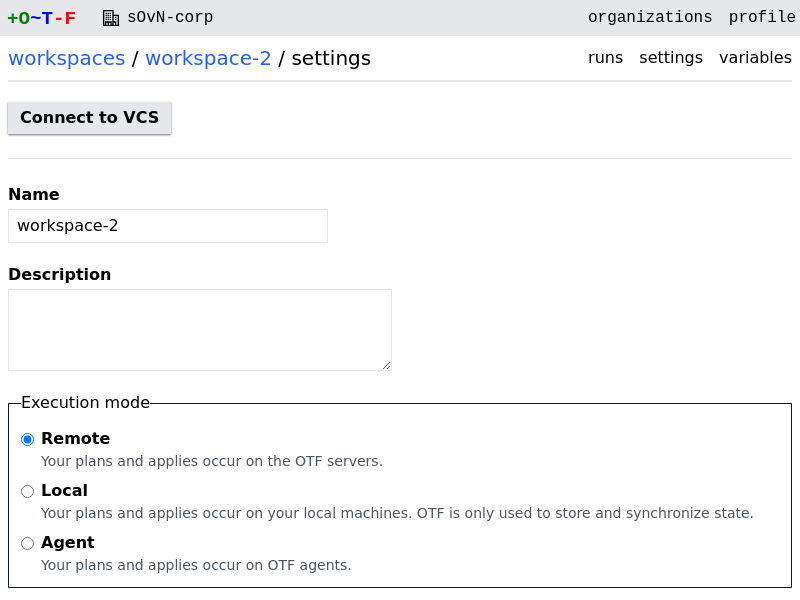 +O~T-F sOvN-corp organizations profile
workspaces / workspace-2 / settings runs settings variables
Connect to VCS
Name
workspace-2
Description
Execution mode
Remote
Your plans and applies occur on the OTF servers.
Local
Your plans and applies occur on your local machines. OTF is only used to store and synchronize state.
Agent
Your plans and applies occur on OTF agents.